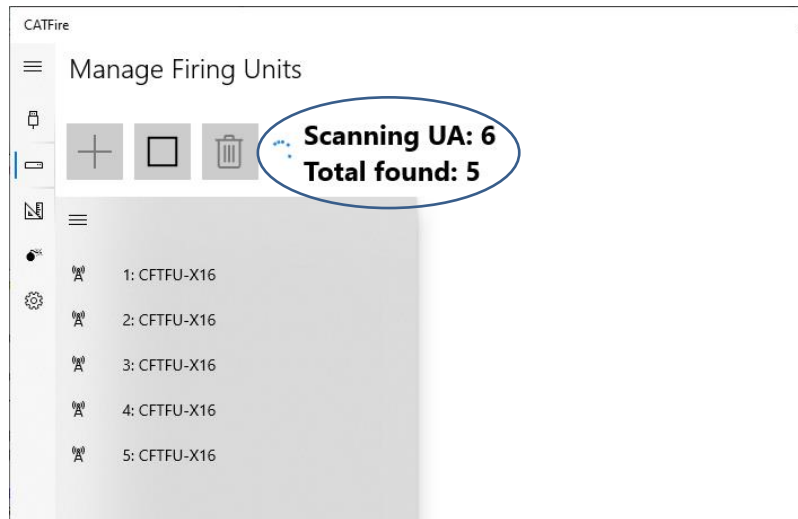 CATFire
Manage Firing Units
Scanning UA: 6
Total found: 5
1: CFTFU-X16
2: CFTFU-X16
3: CFTFU-X16
4: CFTFU-X16
5: CFTFU-X16